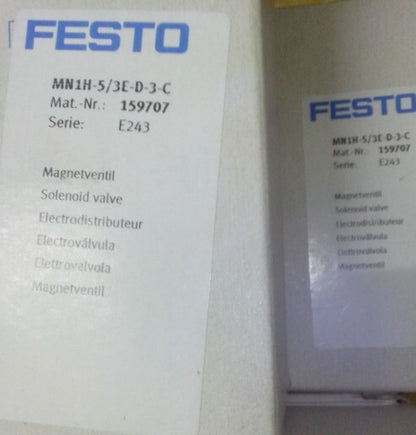 FESTO
MN1H-5/3E-D-3-C
Mat.-Nr.: 159707
Serie: E243
Magnetventil
Solenoid valve
Electrodistributeur
Electroválvula
Elettrovalvola
Magnetventil
FESTO
MN1H-5/3E-D-3-C
Mat.-Nr.: 159707
Serie: E243
Magnetventil
Solenoid valve
Electrodistributeur
Electroválvula
Elettrovalvola
Magnetventil